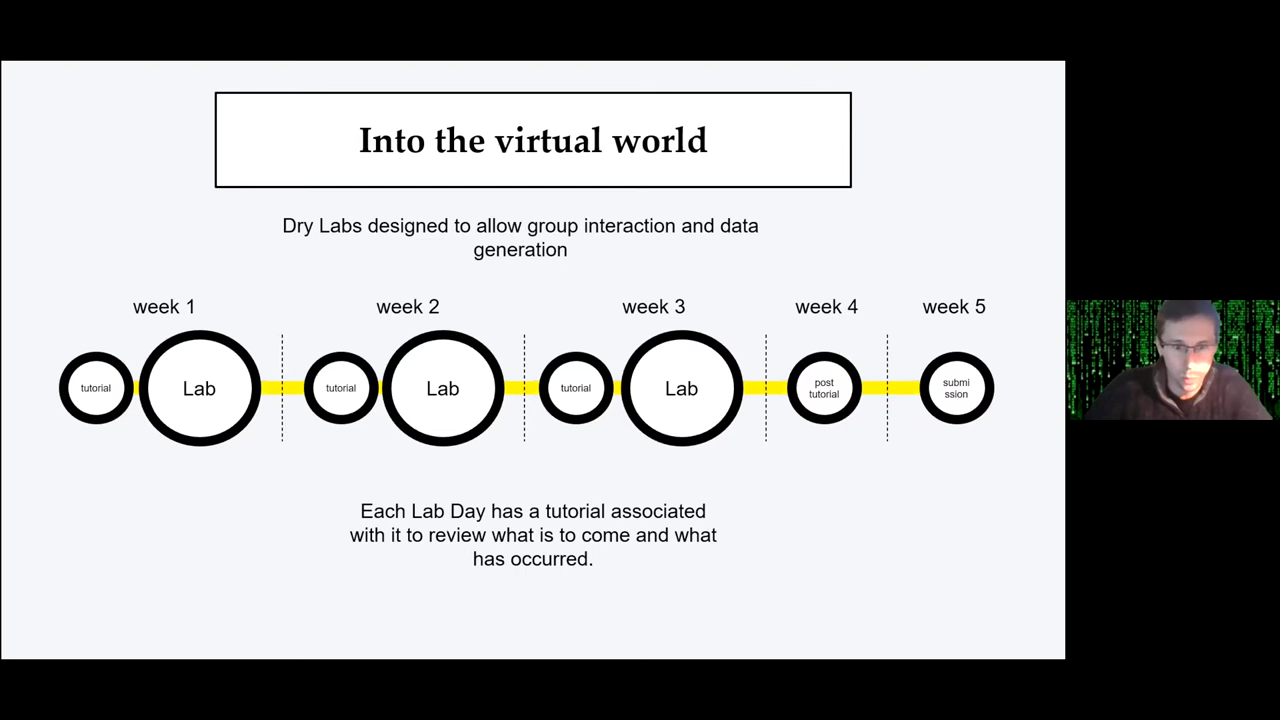 Into the virtual world
Dry Labs designed to allow group interaction and data
generation
week 1
week 2
week 3
week 4
week 5
tutorial
Lab
tutorial
Lab
tutorial
Lab
post
tutorial
submi
ssion
Each Lab Day has a tutorial associated
with it to review what is to come and what
has occurred.